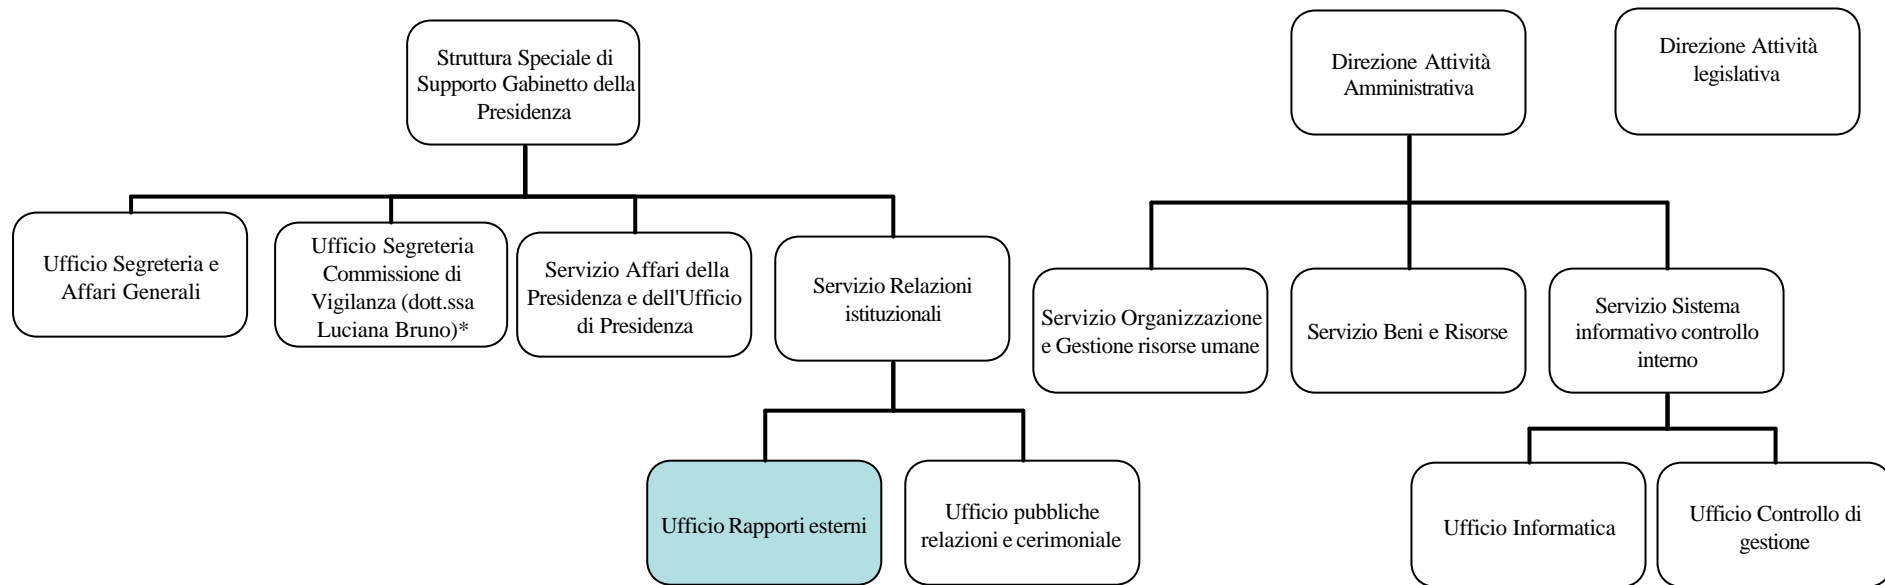 Struttura Speciale di
Supporto Gabinetto della
Presidenza
Direzione Attività
Amministrativa
Direzione Attività
legislativa
Ufficio Segreteria e
Affari Generali
Ufficio Segreteria
Commissione di
Vigilanza (dott.ssa
Luciana Bruno)*
Servizio Affari della
Presidenza e dell'Ufficio
di Presidenza
Servizio Relazioni
istituzionali
Servizio Organizzazione
e Gestione risorse umane
Servizio Beni e Risorse
Servizio Sistema
informativo controllo
interno
Ufficio Rapporti esterni
Ufficio pubbliche
relazioni e cerimoniale
Ufficio Informatica
Ufficio Controllo di
gestione